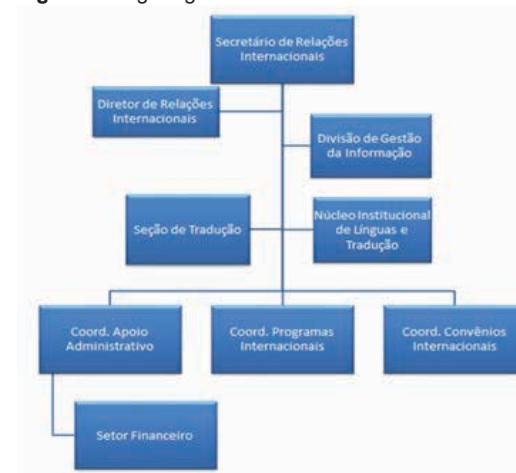 Secretário de Relações
Internacionais
Diretor de Relações
Internacionais
Divisão de Gestão
da Informação
Seção de Tradução
Núcleo Institucional
de Línguas e
Tradução
Coord. Apoio
Administrativo
Coord. Programas
Internacionais
Coord. Convênios
Internacionais
Setor Financeiro